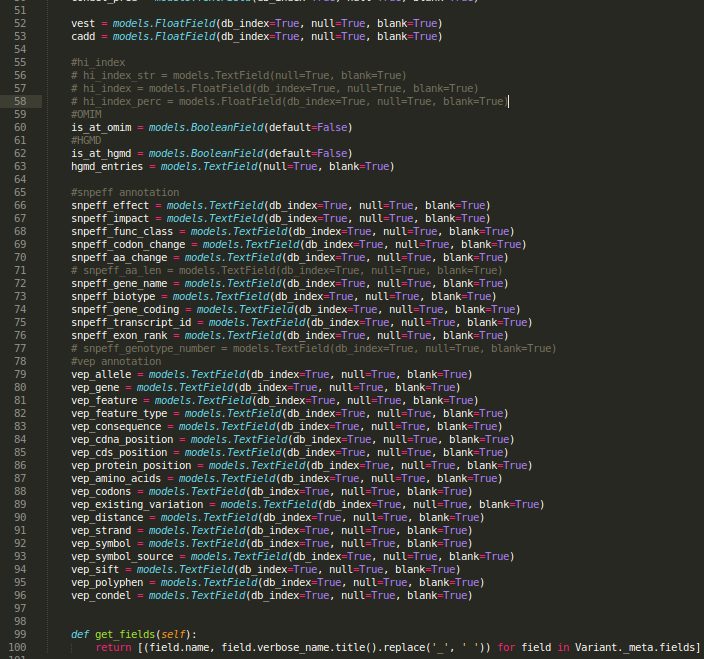 51
52 vest = models.FloatField(db_index=True, null=True, blank=True)
53 cadd = models.FloatField(db_index=True, null=True, blank=True)
54
55 #hi_index
56 # hi_index_str = models.TextField(null=True, blank=True)
57 # hi_index = models.FloatField(db_index=True, null=True, blank=True)
58 # hi_index_perc = models.FloatField(db_index=True, null=True, blank=True)
59 #OMIM
60 is_at_omim = models.BooleanField(default=False)
61 #HGMD
62 is_at_hgmd = models.BooleanField(default=False)
63 hgmd_entries = models.TextField(null=True, blank=True)
64
65 #snpeff annotation
66 snpeff_effect = models.TextField(db_index=True, null=True, blank=True)
67 snpeff_impact = models.TextField(db_index=True, null=True, blank=True)
68 snpeff_func_class = models.TextField(db_index=True, null=True, blank=True)
69 snpeff_codon_change = models.TextField(db_index=True, null=True, blank=True)
70 snpeff_aa_change = models.TextField(db_index=True, null=True, blank=True)
71 # snpeff_aa_len = models.TextField(db_index=True, null=True, blank=True)
72 snpeff_gene_name = models.TextField(db_index=True, null=True, blank=True)
73 snpeff_biotype = models.TextField(db_index=True, null=True, blank=True)
74 snpeff_gene_coding = models.TextField(db_index=True, null=True, blank=True)
75 snpeff_transcript_id = models.TextField(db_index=True, null=True, blank=True)
76 snpeff_exon_rank = models.TextField(db_index=True, null=True, blank=True)
77 # snpeff_genotype_number = models.TextField(db_index=True, null=True, blank=True)
78 #vep annotation
79 vep_allele = models.TextField(db_index=True, null=True, blank=True)
80 vep_gene = models.TextField(db_index=True, null=True, blank=True)
81 vep_feature = models.TextField(db_index=True, null=True, blank=True)
82 vep_feature_type = models.TextField(db_index=True, null=True, blank=True)
83 vep_consequence = models.TextField(db_index=True, null=True, blank=True)
84 vep_cdna_position = models.TextField(db_index=True, null=True, blank=True)
85 vep_cds_position = models.TextField(db_index=True, null=True, blank=True)
86 vep_protein_position = models.TextField(db_index=True, null=True, blank=True)
87 vep_amino_acids = models.TextField(db_index=True, null=True, blank=True)
88 vep_codons = models.TextField(db_index=True, null=True, blank=True)
89 vep_existing_variation = models.TextField(db_index=True, null=True, blank=True)
90 vep_distance = models.TextField(db_index=True, null=True, blank=True)
91 vep_strand = models.TextField(db_index=True, null=True, blank=True)
92 vep_symbol = models.TextField(db_index=True, null=True, blank=True)
93 vep_symbol_source = models.TextField(db_index=True, null=True, blank=True)
94 vep_sift = models.TextField(db_index=True, null=True, blank=True)
95 vep_polyphen = models.TextField(db_index=True, null=True, blank=True)
96 vep_condel = models.TextField(db_index=True, null=True, blank=True)
97
98
99 def get_fields(self):
100 return [(field.name, field.verbose_name.title().replace('_', ' ')) for field in Variant._meta.fields]